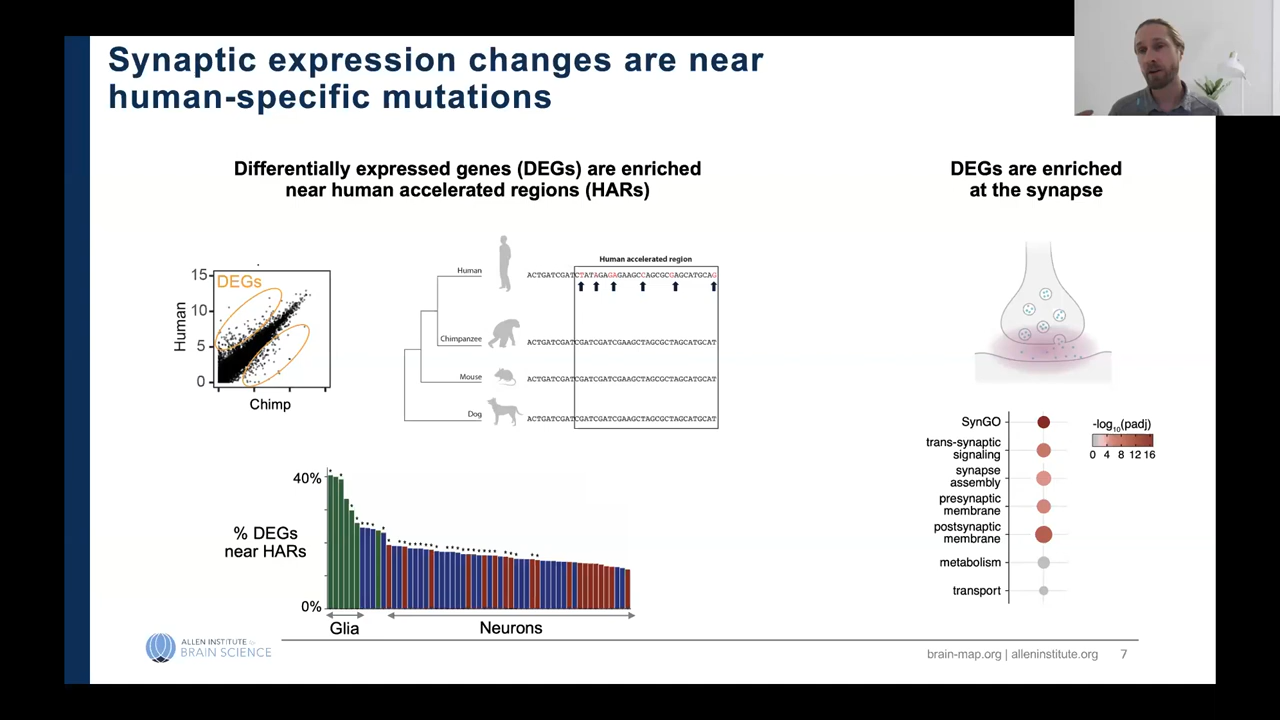 Synaptic expression changes are near
human-specific mutations
Differentially expressed genes (DEGs) are enriched
near human accelerated regions (HARs)
DEGs are enriched
at the synapse
15
10
5
0
DEGs
Human
Chimp
Human accelerated region
Human
ACTGATCGATCTATAGAGAGAAGCCAGCGCGAGCATGCAG
Chimpanzee
ACTGATCGATCGATCGATCGAAGCTAGCGCTAGCATGCAT
Mouse
ACTGATCGATCGATCGATCGAAGCTAGCGCTAGCATGCAT
Dog
ACTGATCGATCGATCGATCGAAGCTAGCGCTAGCATGCAT
40%
% DEGs
near HARs
0%
Glia
Neurons
SynGO
trans-synaptic
signaling
synapse
assembly
presynaptic
membrane
postsynaptic
membrane
metabolism
transport
-log10(padj)
0 4 8 12 16
ALLEN INSTITUTE for
BRAIN SCIENCE
brain-map.org | alleninstitute.org 7